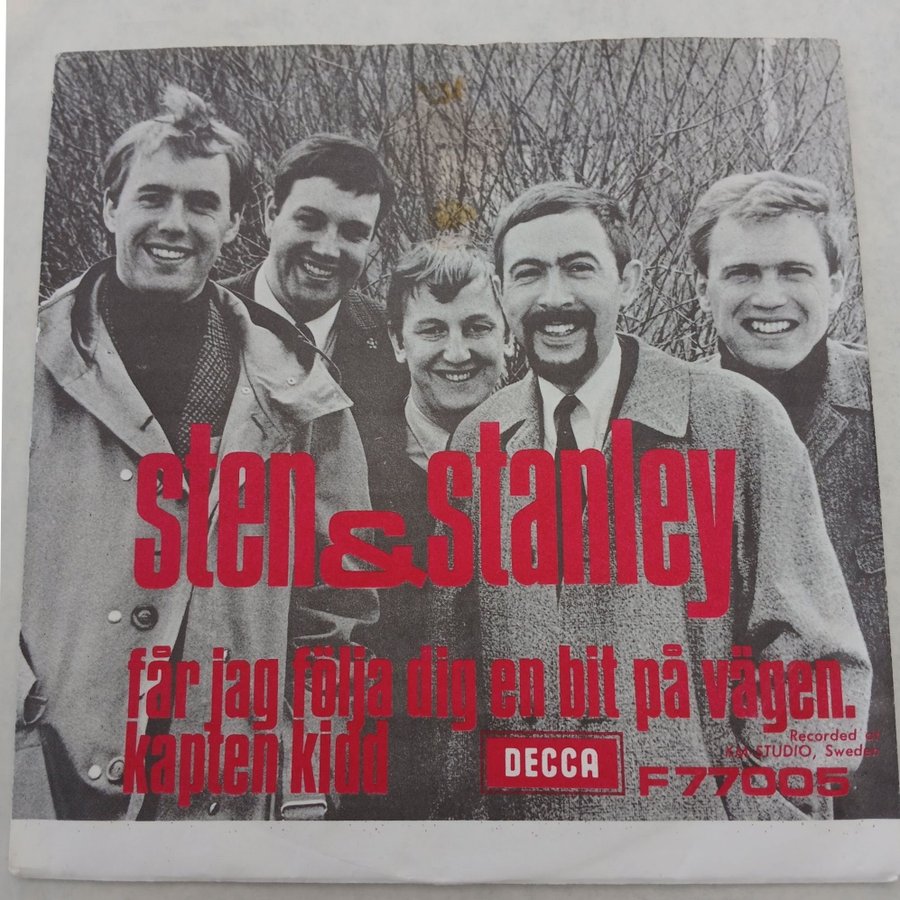 sten & stanley
får jag följa dig en bit på vägen.
kapten kidd
Recorded at
STUDIO, Sweden
DECCA
F 77005